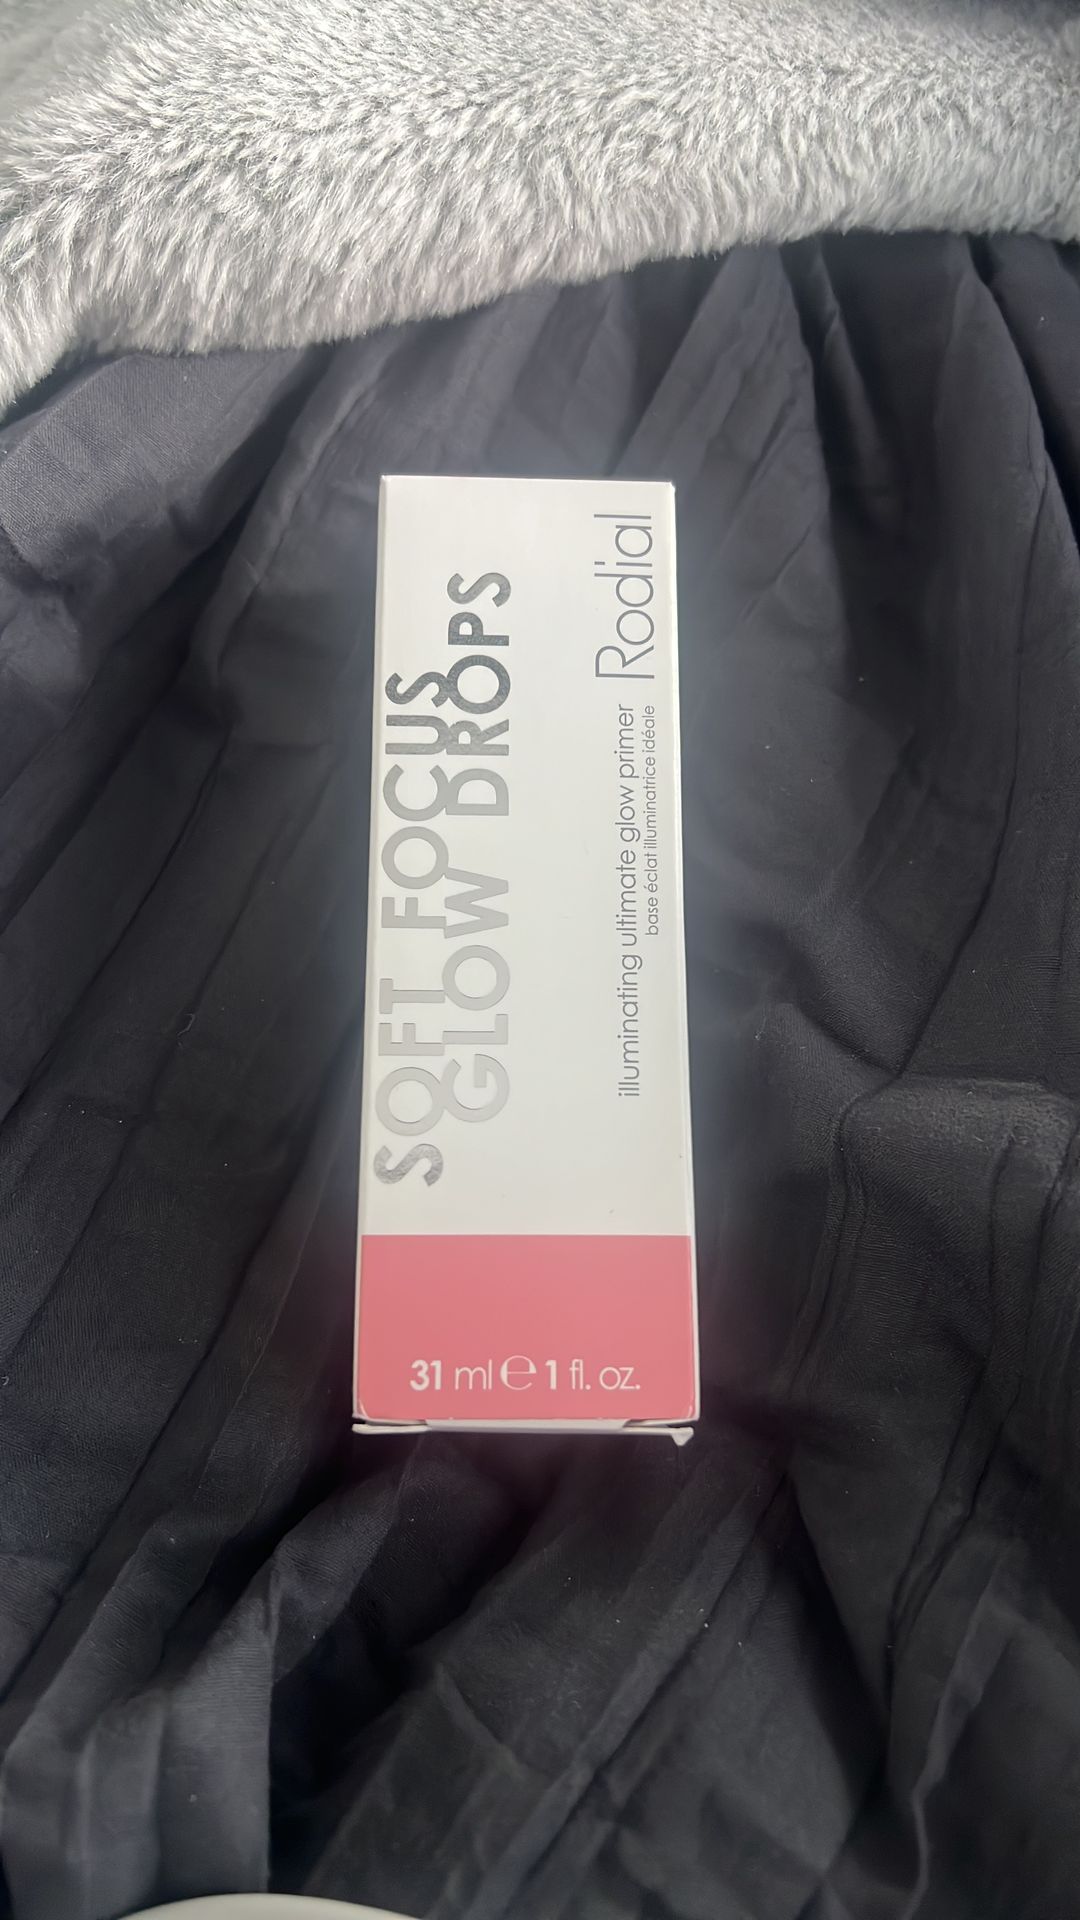 SOFT FOCUS
GLOW DROPS
Rodial
illuminating ultimate glow primer
base éclat illuminatrice idéale
31 ml ℮ 1 fl. oz.